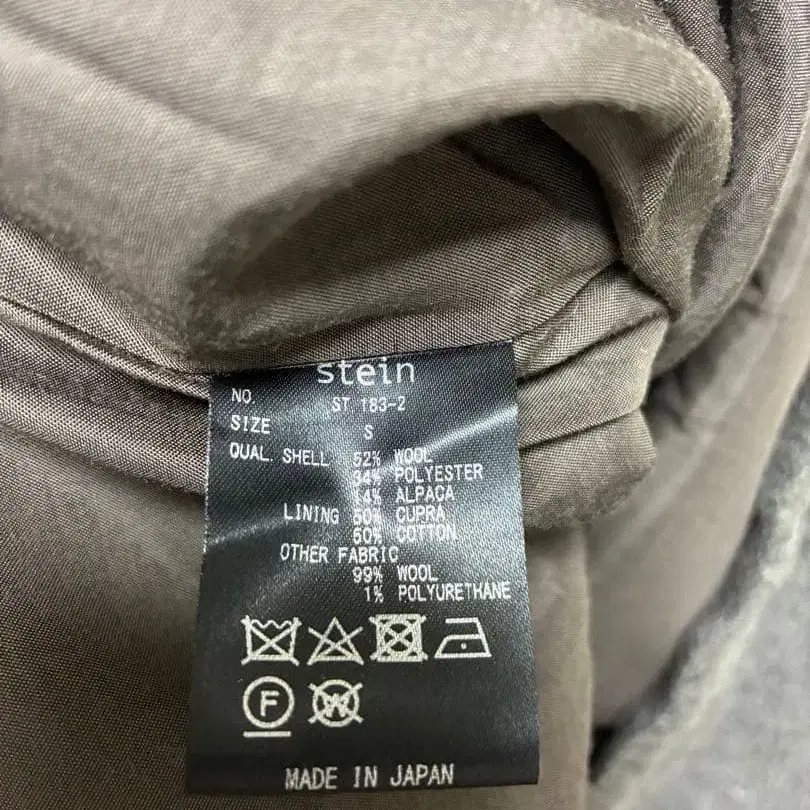 stein
NO. ST 183-2
SIZE S
QUAL. SHELL 52% WOOL
34% POLYESTER
14% ALPACA
LINING 50% CUPRA
50% COTTON
OTHER FABRIC
99% WOOL
1% POLYURETHANE
F W
MADE IN JAPAN